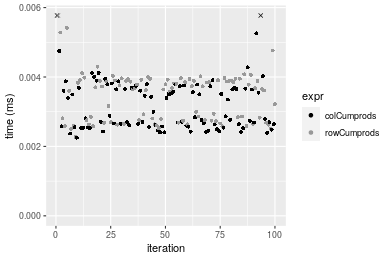 0.006
0.004
0.002
0.000
time (ms)
0
25
50
75
100
iteration
expr
colCumprods
rowCumprods